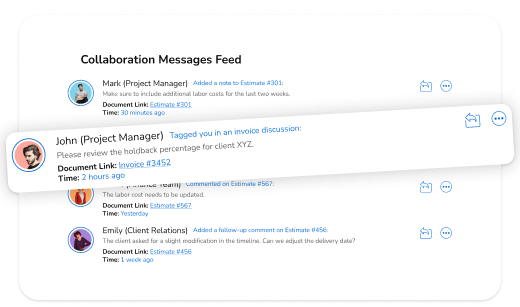 Collaboration Messages Feed
Mark (Project Manager) Added a note to Estimate #301:
Make sure to include additional labor costs for the last two weeks.
Document Link: Estimate #301
Time: 30 minutes ago
John (Project Manager) Tagged you in an invoice discussion:
Please review the holdback percentage for client XYZ.
Document Link: Invoice #3452
Time: 2 hours ago
Team) Commented on Estimate #567:
The labor cost needs to be updated.
Document Link: Estimate #567
Time: Yesterday
Emily (Client Relations) Added a follow-up comment on Estimate #456:
The client asked for a slight modification in the timeline. Can we adjust the delivery date?
Document Link: Estimate #456
Time: 1 week ago